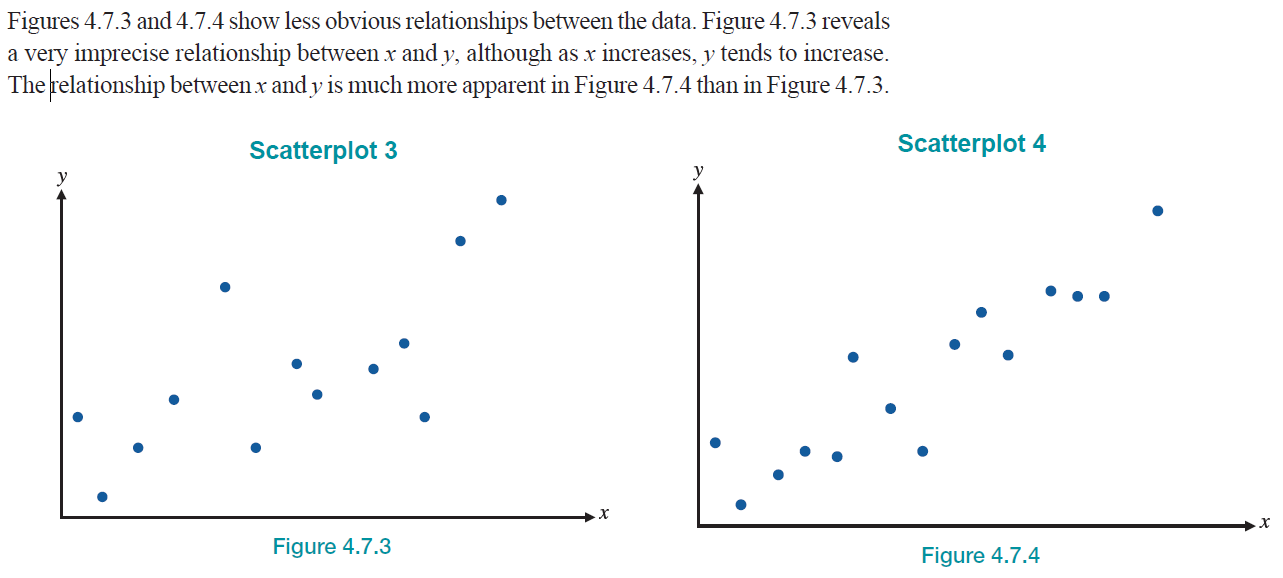 Figures 4.7.3 and 4.7.4 show less obvious relationships between the data. Figure 4.7.3 reveals
a very imprecise relationship between x and y, although as x increases, y tends to increase.
The relationship between x and y is much more apparent in Figure 4.7.4 than in Figure 4.7.3.
Scatterplot 3
y
x
Figure 4.7.3
Scatterplot 4
y
x
Figure 4.7.4